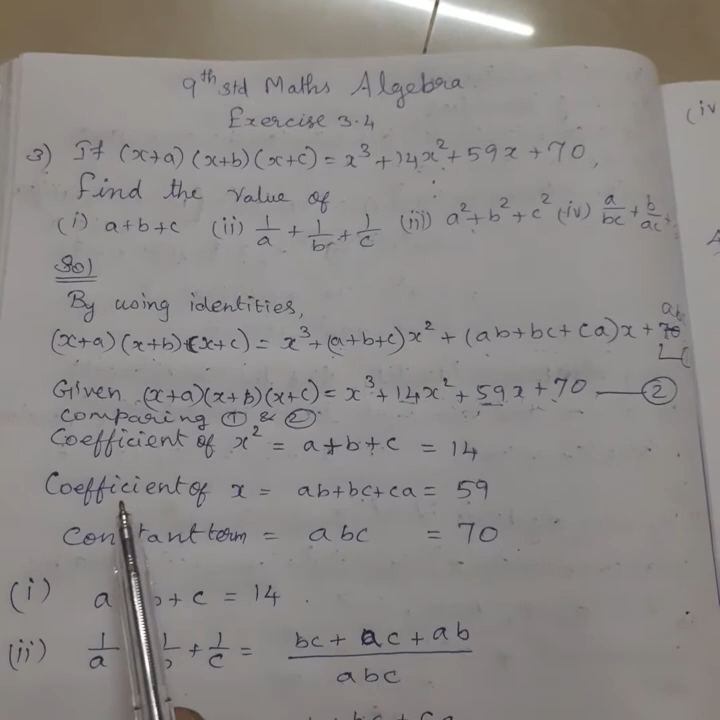 9th std Maths Algebra
Exercise 3.4
3) If (x+a)(x+b)(x+c) = x³+14x²+59x+70,
find the value of
(i) a+b+c (ii) 1/a + 1/b + 1/c (iii) a²+b²+c² (iv) a/bc + b/ac +
Sol
By using identities,
(x+a)(x+b)(x+c) = x³+(a+b+c)x²+(ab+bc+ca)x+
Given (x+a)(x+b)(x+c) = x³+14x²+59x+70 — ②
comparing ① & ②
Coefficient of x² = a+b+c = 14
Coefficient of x = ab+bc+ca = 59
term = abc = 70
(i) a + c = 14
(ii) 1/a + 1/c = bc+ac+ab / abc
(iv